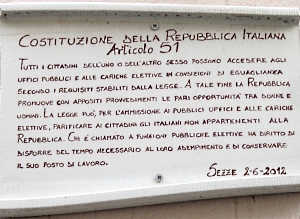 Costituzione della Repubblica Italiana
Articolo 51
Tutti i cittadini dell'uno o dell'altro sesso possono accedere agli
uffici pubblici e alle cariche elettive in condizioni di eguaglianza
secondo i requisiti stabiliti dalla legge. A tale fine la Repubblica
promuove con appositi provvedimenti le pari opportunità tra donne e
uomini. La legge può, per l'ammissione ai pubblici uffici e alle cariche
elettive, parificare ai cittadini gli italiani non appartenenti alla
Repubblica. Chi è chiamato a funzioni pubbliche elettive ha diritto di
disporre del tempo necessario al loro adempimento e di conservare
il suo posto di lavoro.
Sezze 2-6-2012